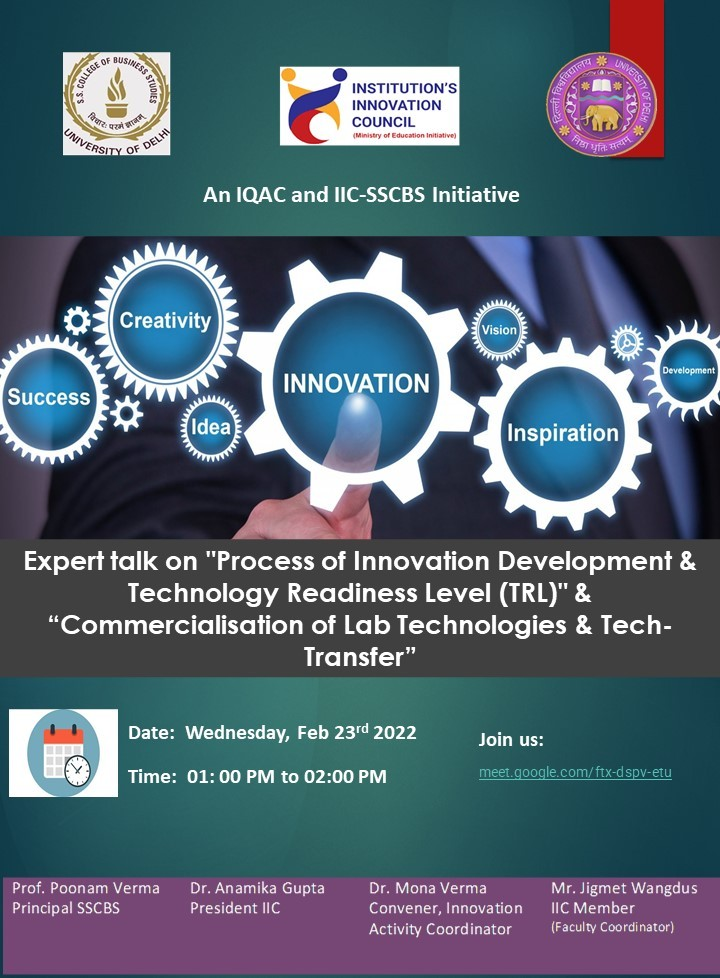 S.S. COLLEGE OF BUSINESS STUDIES
विचारः परमं ज्ञानम्
UNIVERSITY OF DELHI
INSTITUTION'S
INNOVATION
COUNCIL
(Ministry of Education Initiative)
दिल्ली विश्वविद्यालय
UNIVERSITY OF DELHI
निष्ठा धृतिः सत्यम्
An IQAC and IIC-SSCBS Initiative
Creativity
Vision
Development
Success
INNOVATION
Idea
Inspiration
Expert talk on "Process of Innovation Development &
Technology Readiness Level (TRL)" &
“Commercialisation of Lab Technologies & Tech-
Transfer”
Date: Wednesday, Feb 23rd 2022
Time: 01: 00 PM to 02:00 PM
Join us:
meet.google.com/ftx-dspv-etu
Prof. Poonam Verma
Principal SSCBS
Dr. Anamika Gupta
President IIC
Dr. Mona Verma
Convener, Innovation
Activity Coordinator
Mr. Jigmet Wangdus
IIC Member
(Faculty Coordinator)